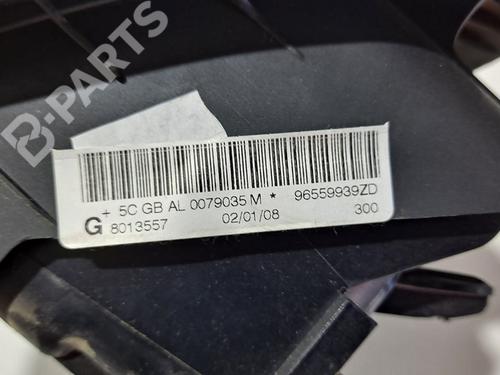 B-PARTS
G + 5C GB AL 0079035 M * 96559939ZD
8013557 02/01/08 300